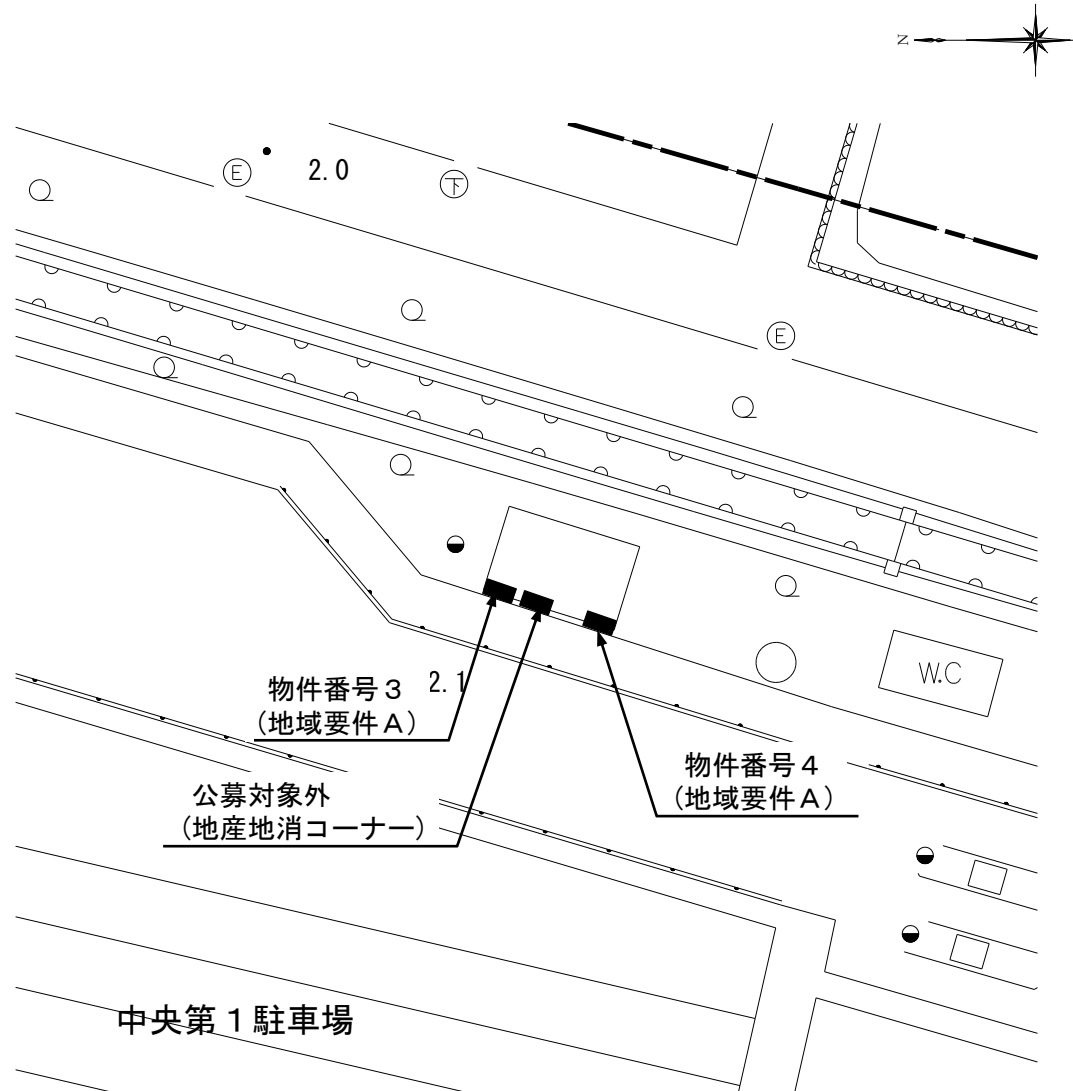 N
E
2.0
下
E
W.C
物件番号３
（地域要件Ａ）
2.1
物件番号４
（地域要件Ａ）
公募対象外
（地産地消コーナー）
中央第１駐車場